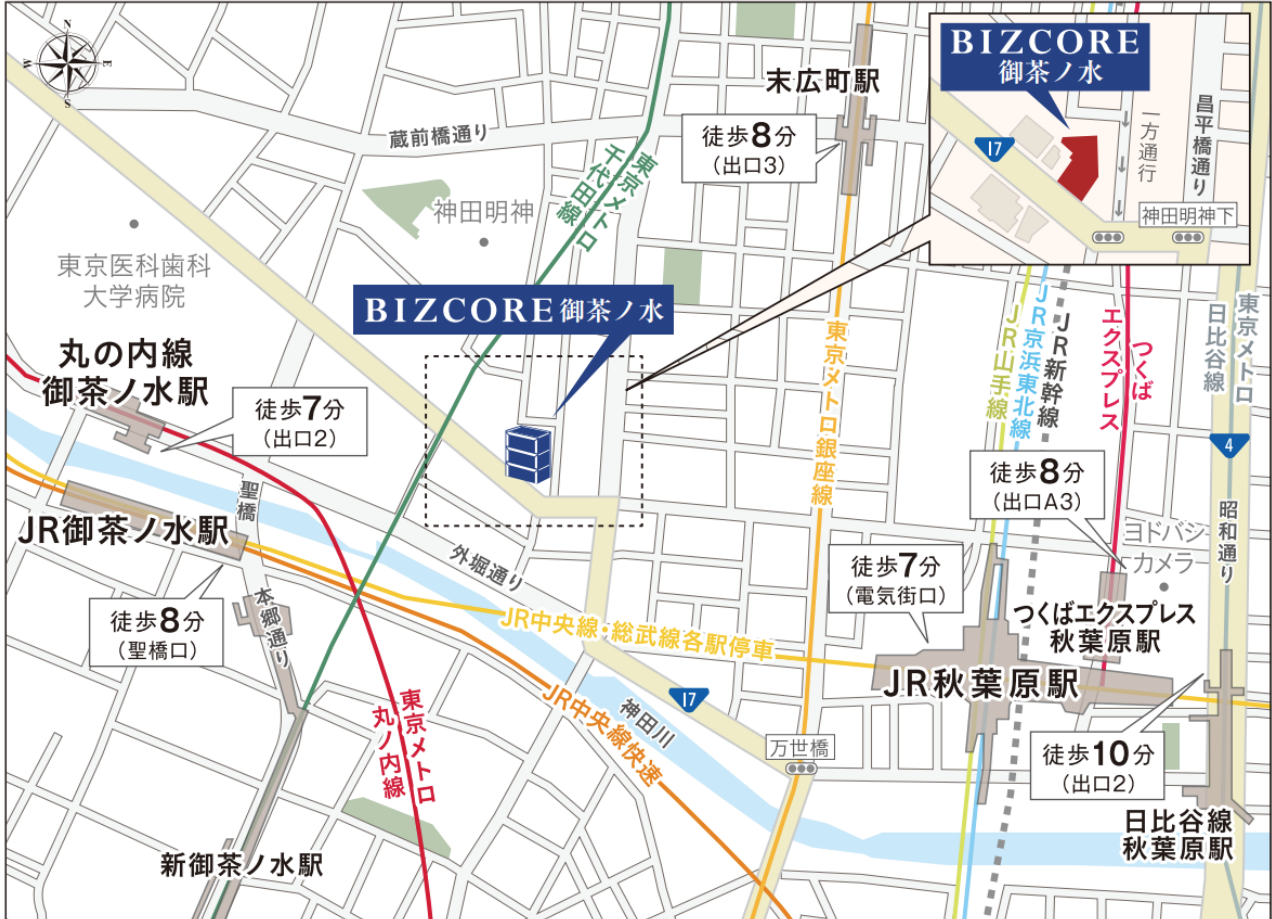 N
W
E
S
末広町駅
徒歩8分
(出口3)
蔵前橋通り
東京メトロ
千代田線
神田明神
東京医科歯科
大学病院
BIZCORE
御茶ノ水
17
一方通行
昌平橋通り
神田明神下
BIZCORE 御茶ノ水
丸の内線
御茶ノ水駅
徒歩7分
(出口2)
聖橋
JR御茶ノ水駅
徒歩8分
(聖橋口)
本郷通り
外堀通り
東京メトロ銀座線
JR山手線
JR京浜東北線
JR新幹線
つくば
エクスプレス
東京メトロ
日比谷線
4
昭和通り
徒歩8分
(出口A3)
ヨドバシ
カメラ
徒歩7分
(電気街口)
つくばエクスプレス
秋葉原駅
JR秋葉原駅
JR中央線・総武線各駅停車
JR中央線快速
神田川
17
万世橋
徒歩10分
(出口2)
日比谷線
秋葉原駅
東京メトロ
丸ノ内線
新御茶ノ水駅